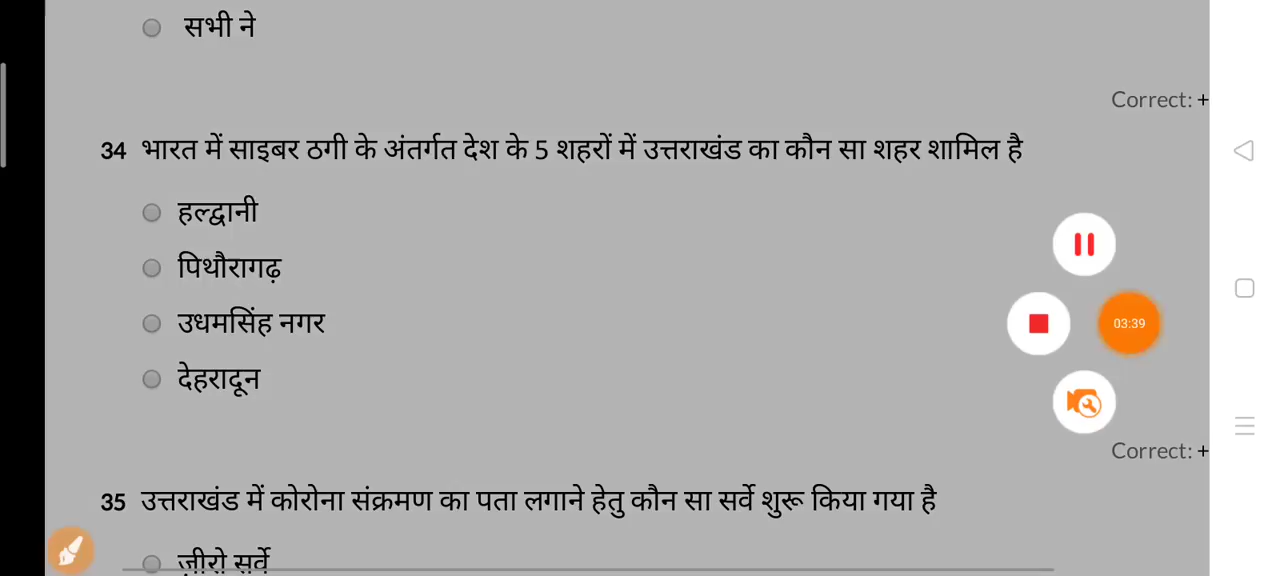 सभी ने
Correct: +
34 भारत में साइबर ठगी के अंतर्गत देश के 5 शहरों में उत्तराखंड का कौन सा शहर शामिल है
हल्द्वानी
पिथौरागढ़
उधमसिंह नगर
देहरादून
03:39
Correct: +
35 उत्तराखंड में कोरोना संक्रमण का पता लगाने हेतु कौन सा सर्वे शुरू किया गया है
ज़ीरो सर्वे